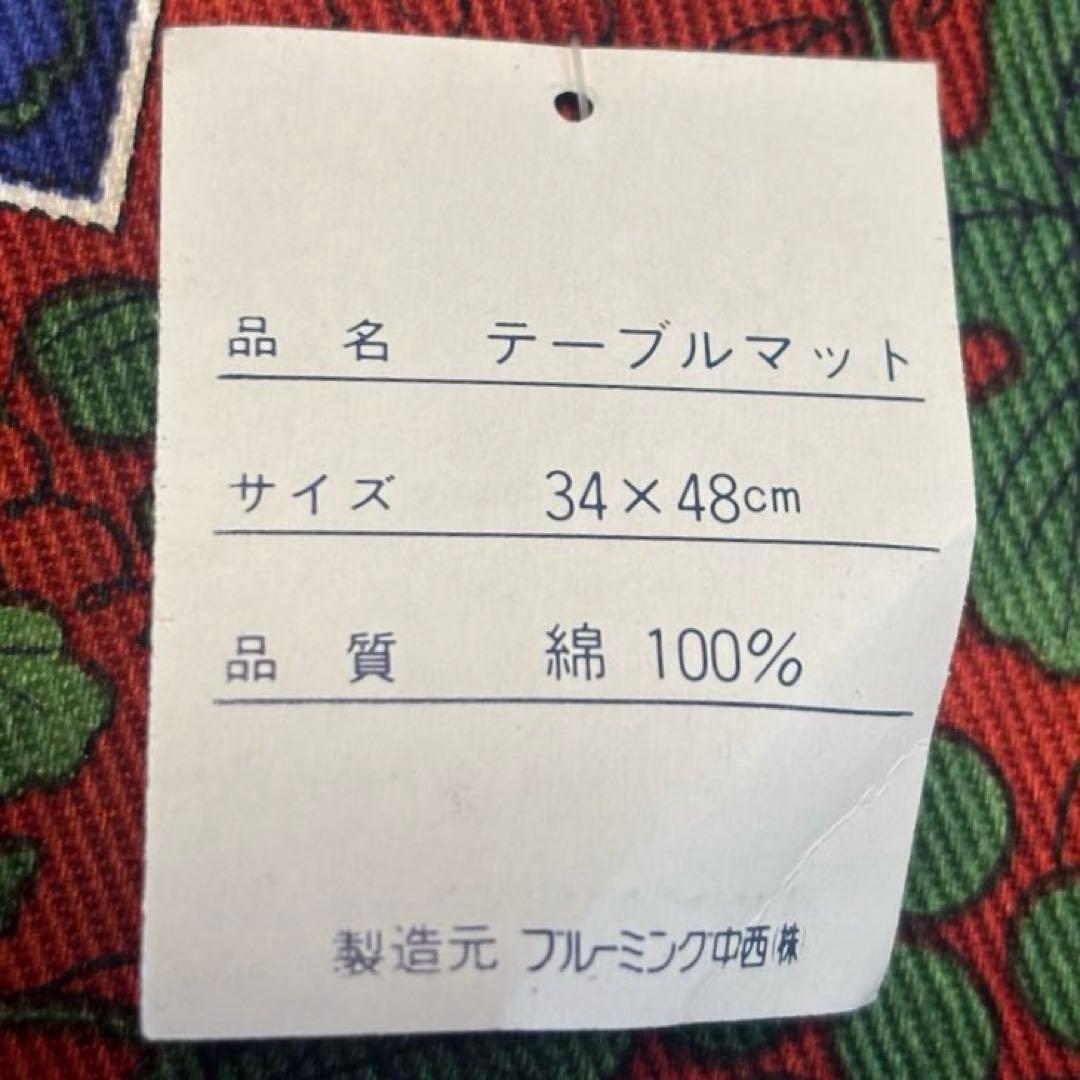 品名 テーブルマット
サイズ 34×48cm
品質 綿 100%
製造元 ブルーミング中西(株)